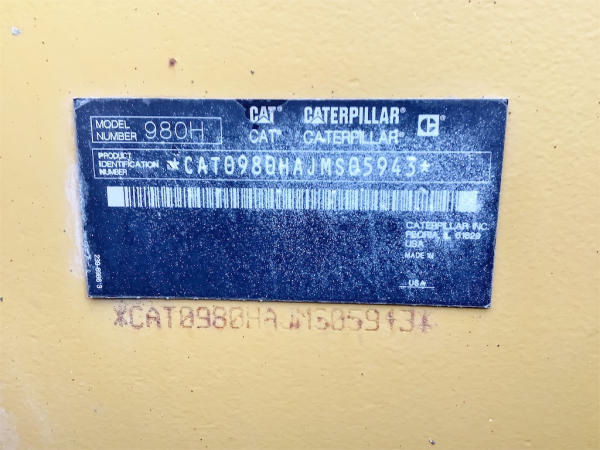 CAT® CATERPILLAR®
CAT® CATERPILLAR®
MODEL NUMBER 980H
PRODUCT IDENTIFICATION NUMBER *CAT0980HAJMS05943*
CATERPILLAR INC.
PEORIA, IL 61629
USA
MADE IN
USA
*CAT0980HAJMS05943*